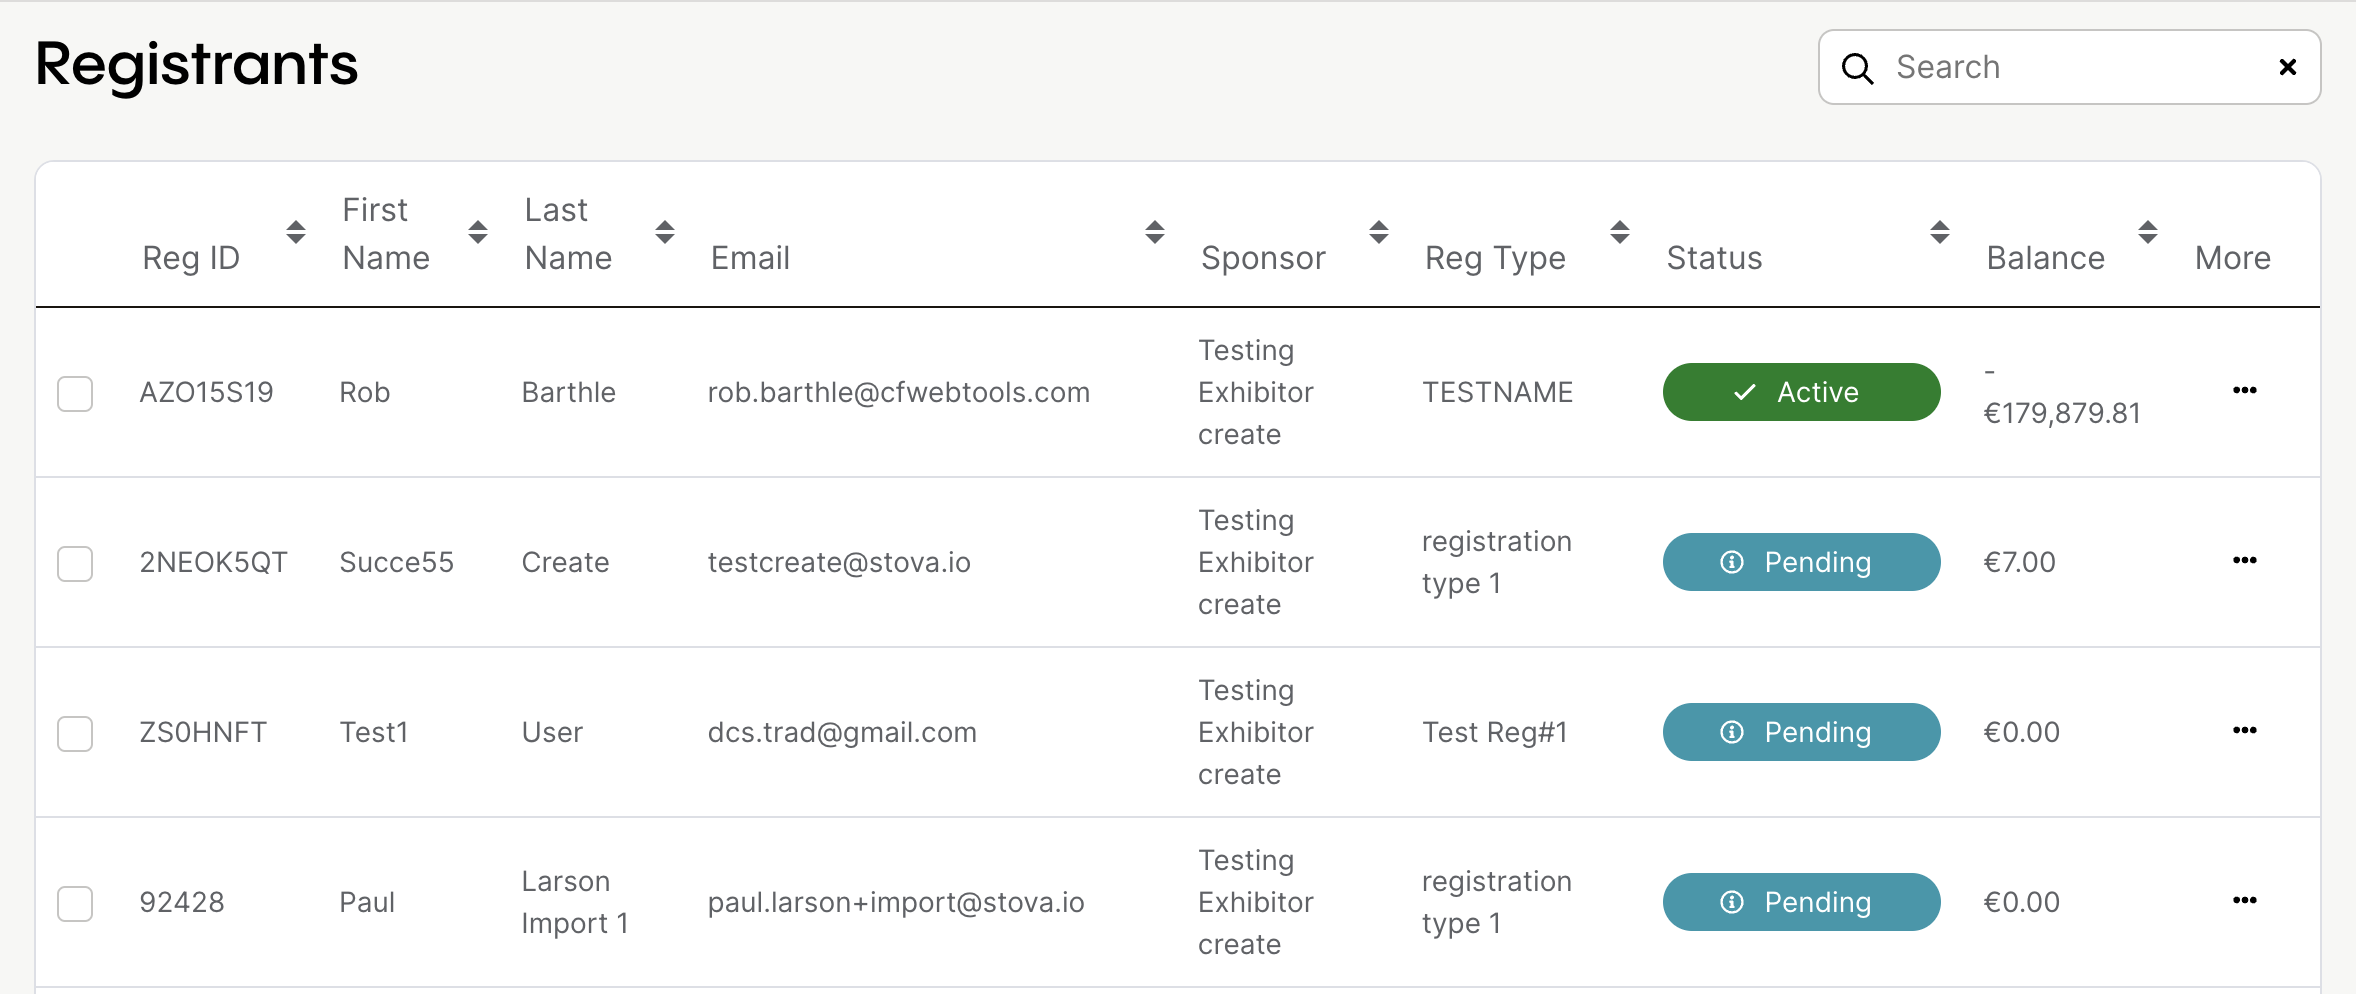 Registrants
Search
Reg ID
First
Name
Last
Name
Email
Sponsor
Reg Type
Status
Balance
More
AZO15S19
Rob
Barthle
rob.barthle@cfwebtools.com
Testing
Exhibitor
create
TESTNAME
Active
-
€179,879.81
2NEOK5QT
Succe55
Create
testcreate@stova.io
Testing
Exhibitor
create
registration
type 1
Pending
€7.00
ZS0HNFT
Test1
User
dcs.trad@gmail.com
Testing
Exhibitor
create
Test Reg#1
Pending
€0.00
92428
Paul
Larson
Import 1
paul.larson+import@stova.io
Testing
Exhibitor
create
registration
type 1
Pending
€0.00